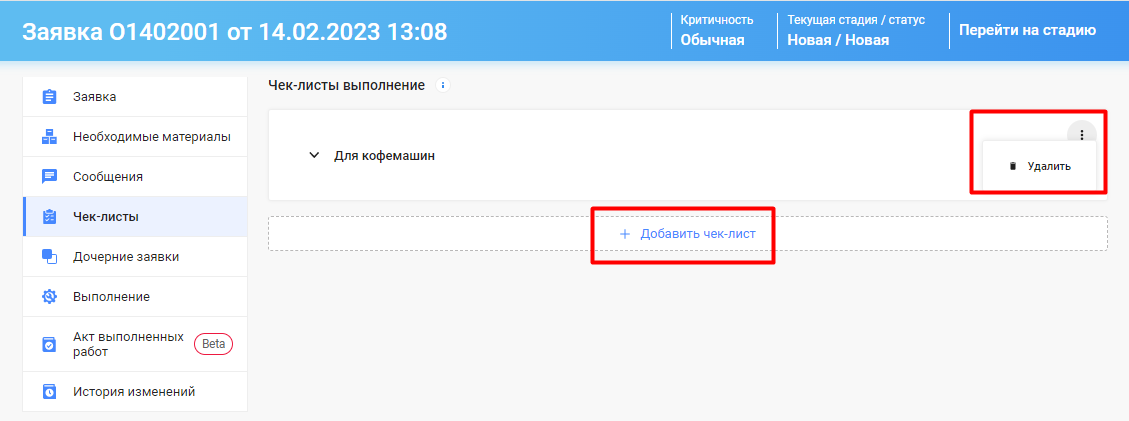 Заявка О1402001 от 14.02.2023 13:08
Критичность
Обычная
Текущая стадия / статус
Новая / Новая
Перейти на стадию
Заявка
Необходимые материалы
Сообщения
Чек-листы
Дочерние заявки
Выполнение
Акт выполненных
работ
Beta
История изменений
Чек-листы выполнение
Для кофемашин
Удалить
+ Добавить чек-лист